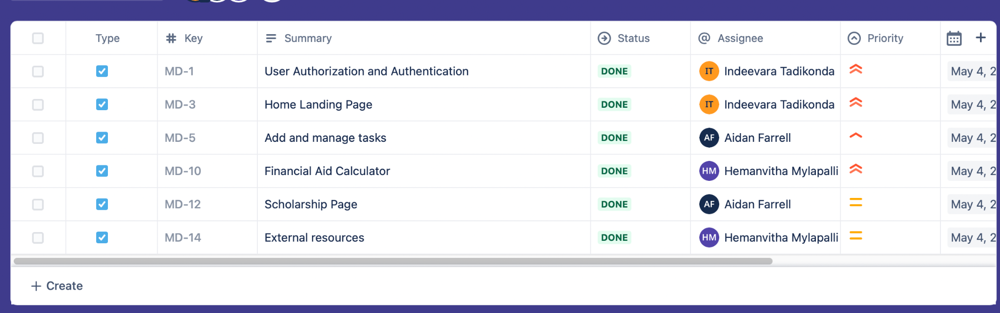 Type # Key Summary Status @ Assignee Priority +
MD-1 User Authorization and Authentication DONE IT Indeevara Tadikonda May 4, 2
MD-3 Home Landing Page DONE IT Indeevara Tadikonda May 4, 2
MD-5 Add and manage tasks DONE AF Aidan Farrell May 4, 2
MD-10 Financial Aid Calculator DONE HM Hemanvitha Mylapalli May 4, 2
MD-12 Scholarship Page DONE AF Aidan Farrell May 4, 2
MD-14 External resources DONE HM Hemanvitha Mylapalli May 4, 2
+ Create